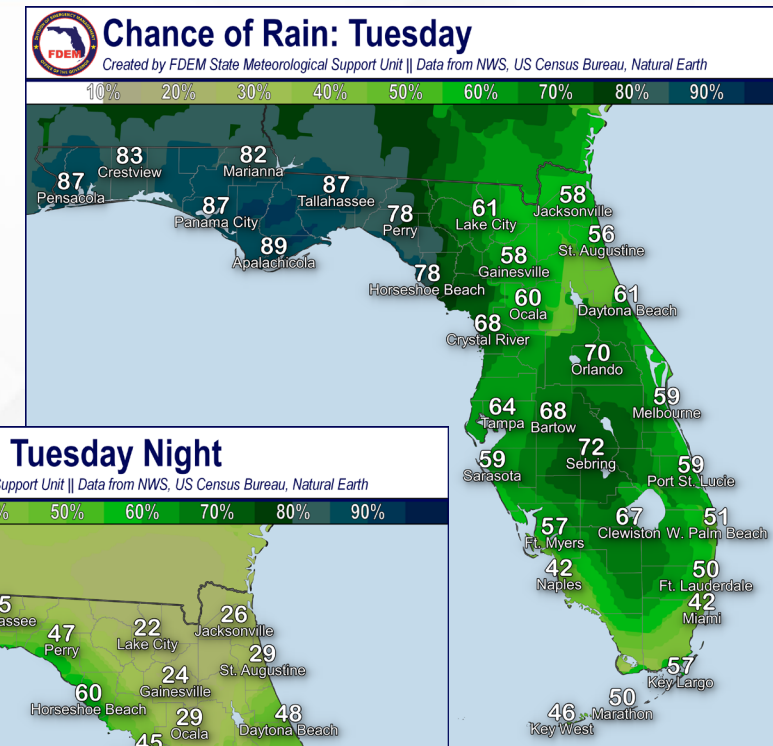 FDEM
Chance of Rain: Tuesday
Created by FDEM State Meteorological Support Unit || Data from NWS, US Census Bureau, Natural Earth
10% 20% 30% 40% 50% 60% 70% 80% 90%
83
Crestview
82
Marianna
87
Pensacola
87
Panama City
87
Tallahassee
89
Apalachicola
78
Perry
78
Horseshoe Beach
61
Lake City
58
Jacksonville
56
St. Augustine
58
Gainesville
60
Ocala
61
Daytona Beach
68
Crystal River
70
Orlando
59
Melbourne
64
Tampa
68
Bartow
72
Sebring
59
Sarasota
59
Port St. Lucie
57
Ft. Myers
67
Clewiston
51
W. Palm Beach
42
Naples
50
Ft. Lauderdale
42
Miami
57
Key Largo
50
Marathon
46
Key West
Tuesday Night
Support Unit || Data from NWS, US Census Bureau, Natural Earth
% 50% 60% 70% 80% 90%
5
assee
47
Perry
22
Lake City
26
Jacksonville
29
St. Augustine
24
Gainesville
60
Horseshoe Beach
29
Ocala
48
Daytona Beach
45